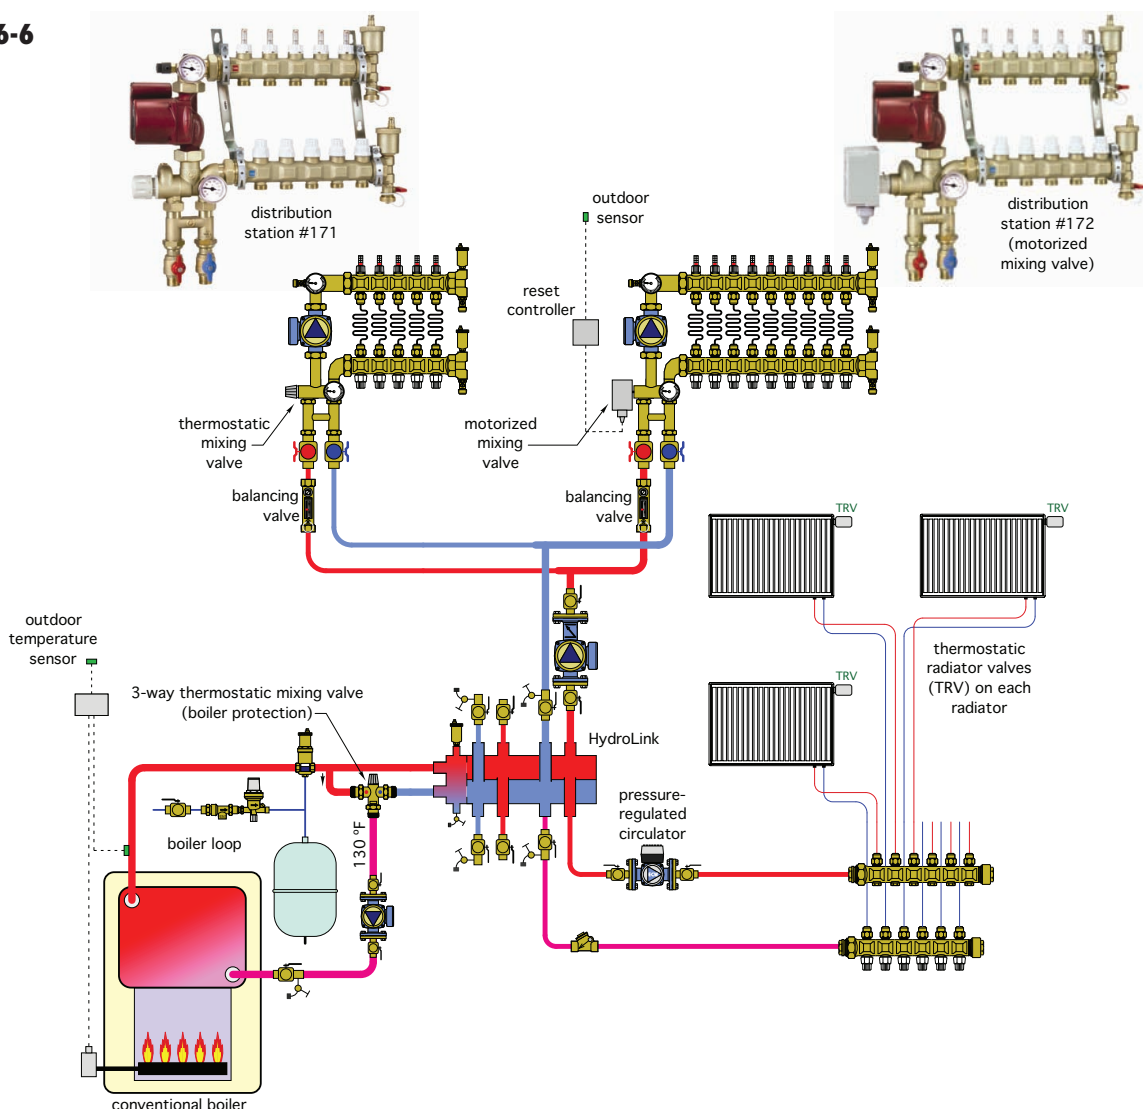 6-6
distribution
station #171
outdoor
sensor
distribution
station #172
(motorized
mixing valve)
reset
controller
thermostatic
mixing
valve
motorized
mixing
valve
balancing
valve
balancing
valve
TRV
TRV
outdoor
temperature
sensor
thermostatic
radiator valves
(TRV) on each
radiator
TRV
3-way thermostatic mixing valve
(boiler protection)
HydroLink
pressure-
regulated
circulator
boiler loop
130 ºF
conventional boiler